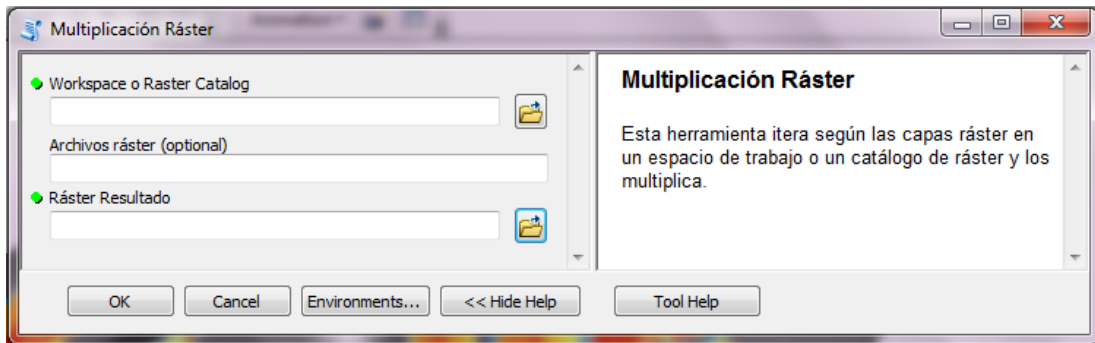 Multiplicación Ráster
Workspace o Raster Catalog
Archivos ráster (optional)
Ráster Resultado
Multiplicación Ráster
Esta herramienta itera según las capas ráster en
un espacio de trabajo o un catálogo de ráster y los
multiplica.
OK
Cancel
Environments...
<< Hide Help
Tool Help